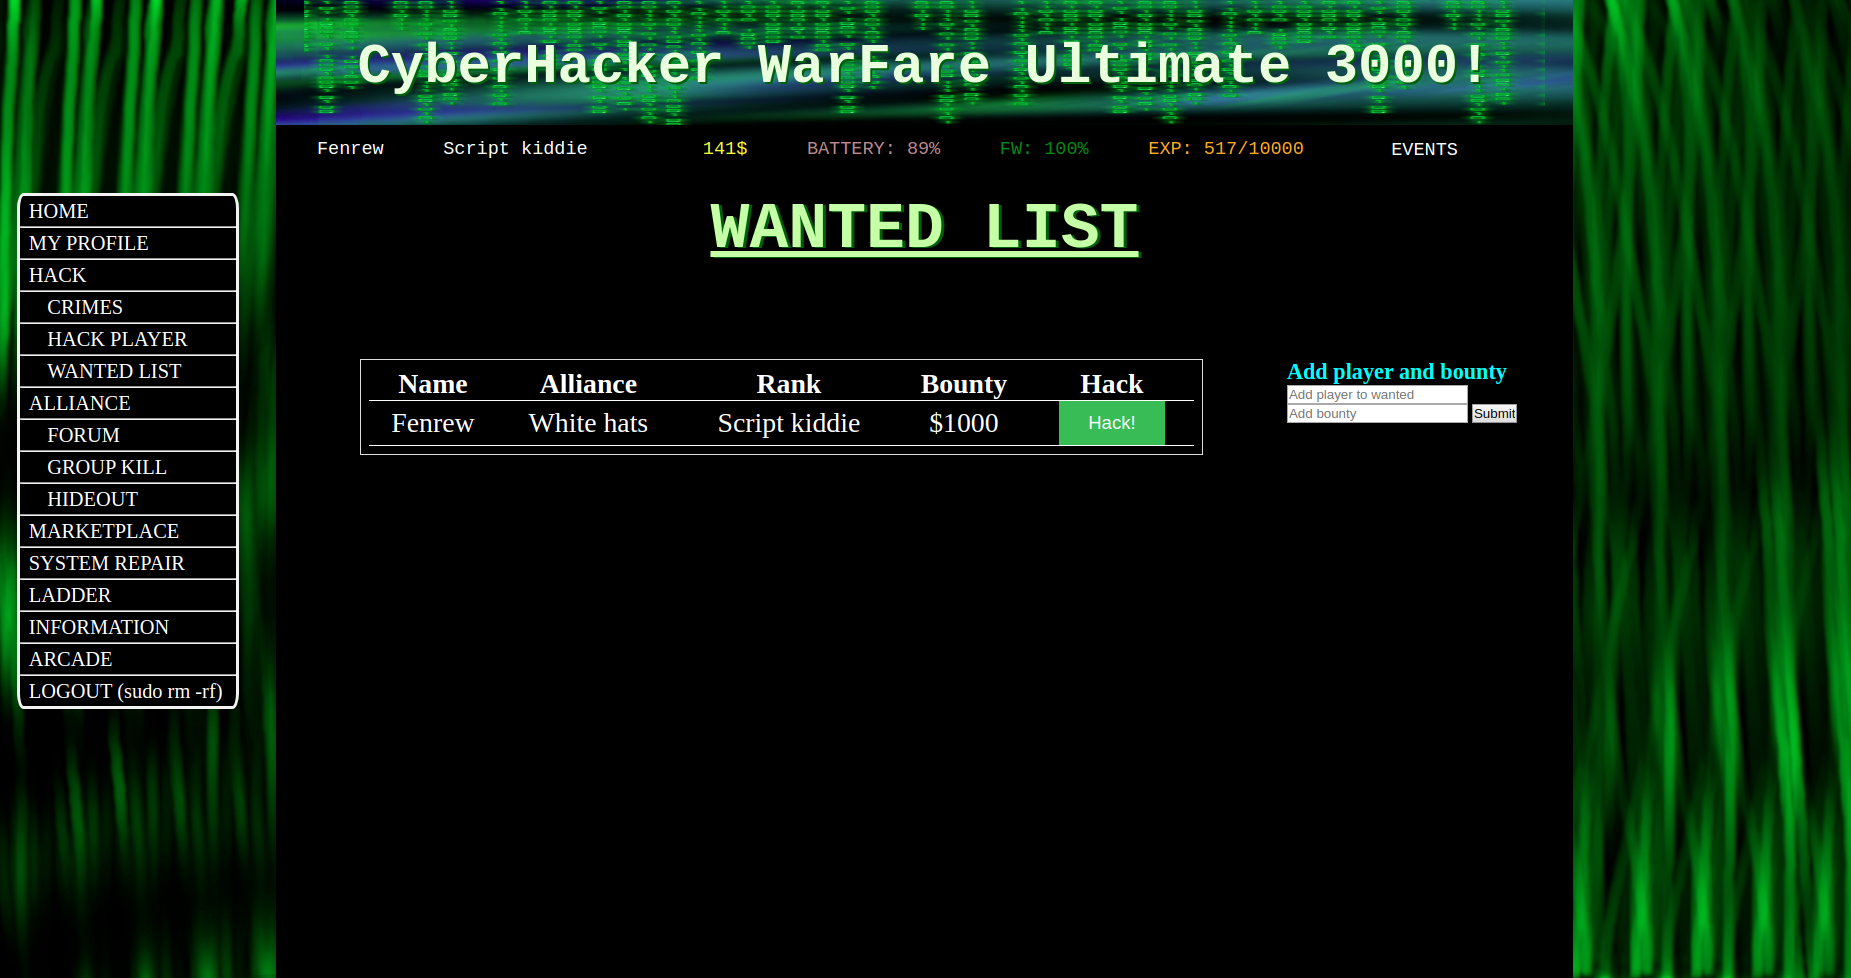 CyberHacker WarFare Ultimate 3000!
Fenrew Script kiddie 141$ BATTERY: 89% FW: 100% EXP: 517/10000 EVENTS
HOME
MY PROFILE
HACK
CRIMES
HACK PLAYER
WANTED LIST
ALLIANCE
FORUM
GROUP KILL
HIDEOUT
MARKETPLACE
SYSTEM REPAIR
LADDER
INFORMATION
ARCADE
LOGOUT (sudo rm -rf)
WANTED LIST
Name Alliance Rank Bounty Hack
Fenrew White hats Script kiddie $1000 Hack!
Add player and bounty
Add player to wanted
Add bounty Submit